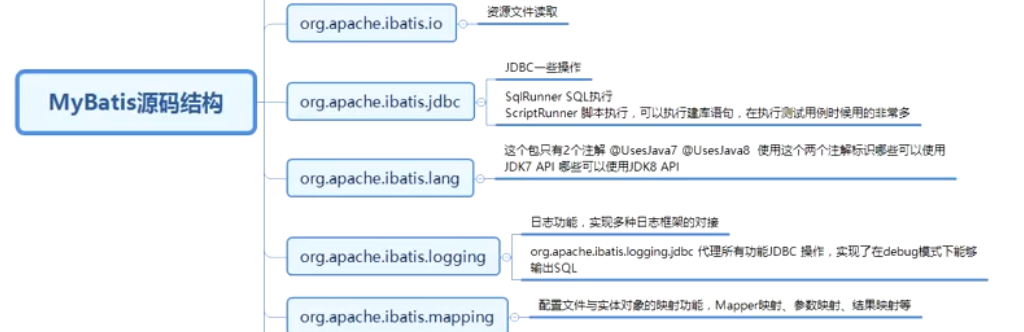 MyBatis源码结构
org.apache.ibatis.io
资源文件读取
org.apache.ibatis.jdbc
JDBC一些操作
SqlRunner SQL执行
ScriptRunner 脚本执行，可以执行建库语句，在执行测试用例时候用的非常多
org.apache.ibatis.lang
这个包只有2个注解 @UsesJava7 @UsesJava8 使用这个两个注解标识哪些可以使用
JDK7 API 哪些可以使用JDK8 API
org.apache.ibatis.logging
日志功能，实现多种日志框架的对接
org.apache.ibatis.logging.jdbc 代理所有功能JDBC 操作，实现了在debug模式下能够
输出SQL
org.apache.ibatis.mapping
配置文件与实体对象的映射功能，Mapper映射、参数映射、结果映射等